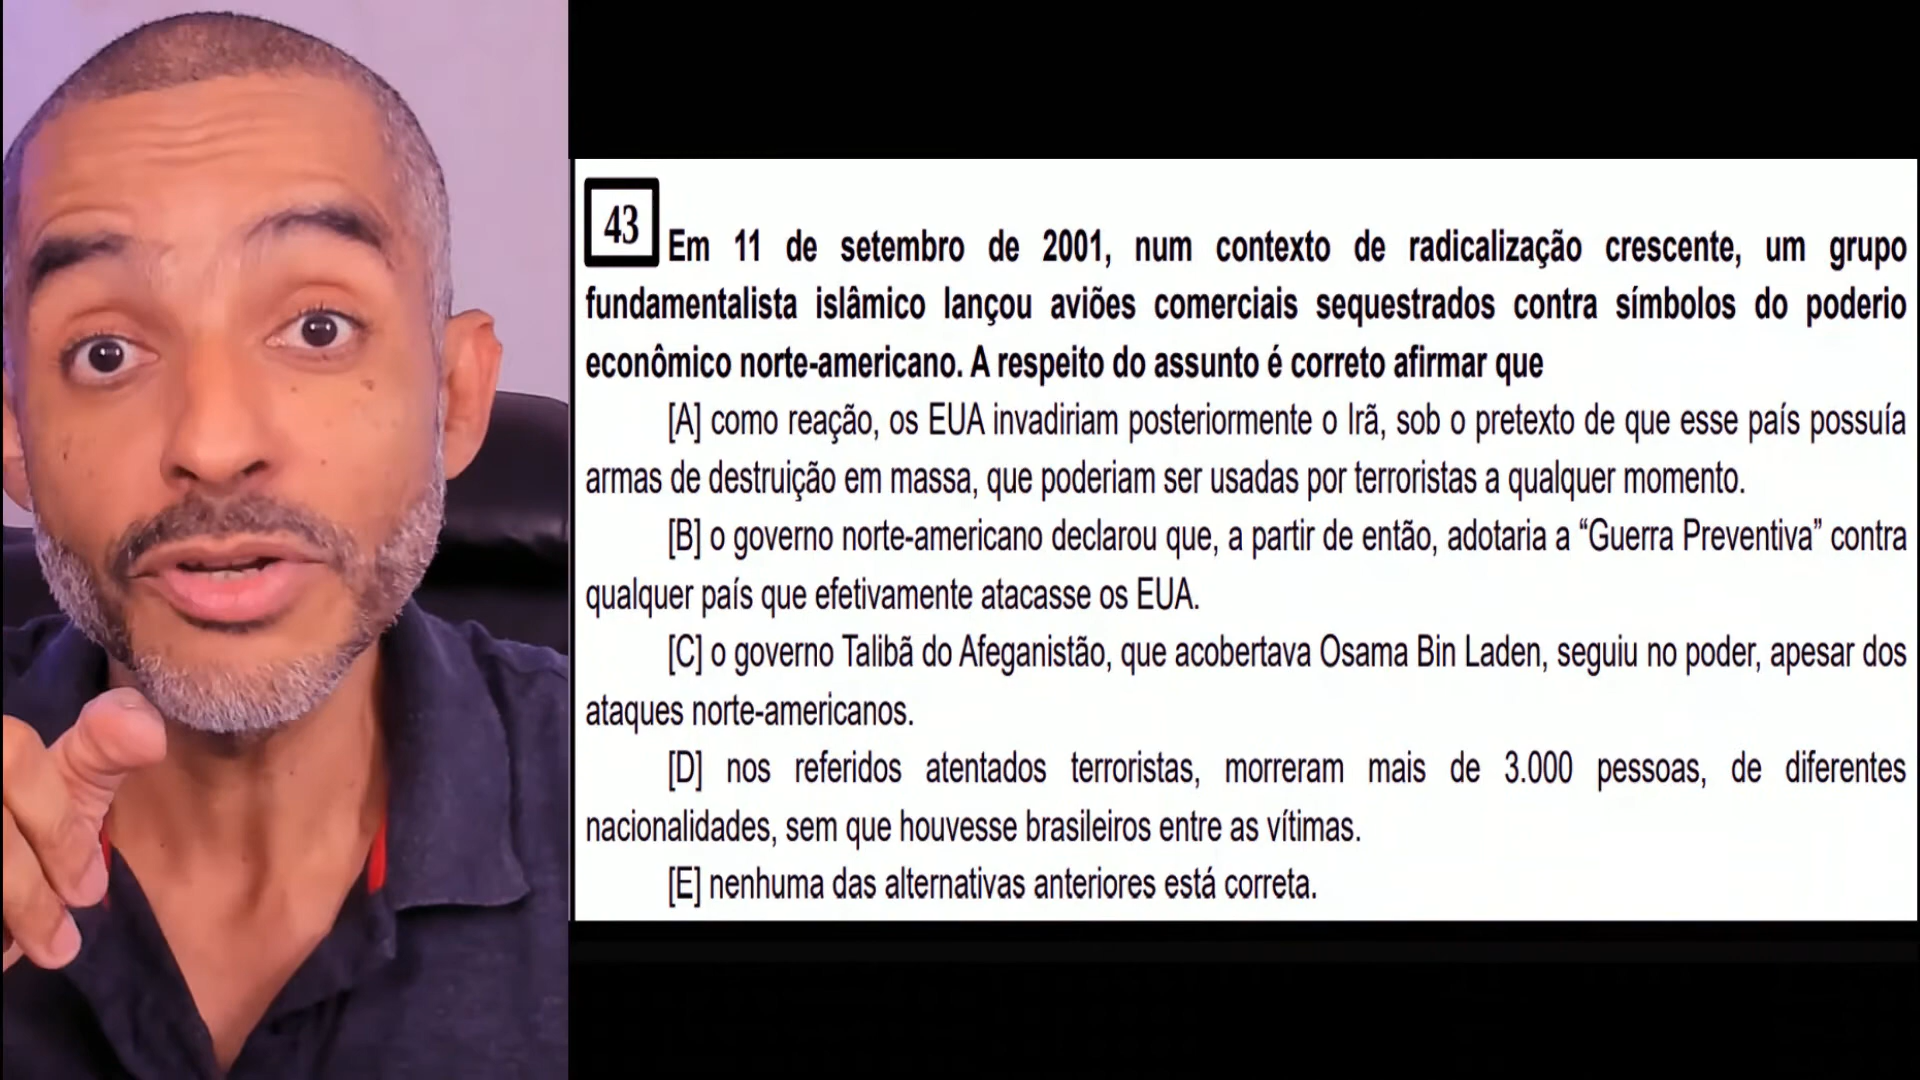 43
Em 11 de setembro de 2001, num contexto de radicalização crescente, um grupo
fundamentalista islâmico lançou aviões comerciais sequestrados contra símbolos do poderio
econômico norte-americano. A respeito do assunto é correto afirmar que
[A] como reação, os EUA invadiriam posteriormente o Irã, sob o pretexto de que esse país possuía
armas de destruição em massa, que poderiam ser usadas por terroristas a qualquer momento.
[B] o governo norte-americano declarou que, a partir de então, adotaria a “Guerra Preventiva” contra
qualquer país que efetivamente atacasse os EUA.
[C] o governo Talibã do Afeganistão, que acobertava Osama Bin Laden, seguiu no poder, apesar dos
ataques norte-americanos.
[D] nos referidos atentados terroristas, morreram mais de 3.000 pessoas, de diferentes
nacionalidades, sem que houvesse brasileiros entre as vítimas.
[E] nenhuma das alternativas anteriores está correta.